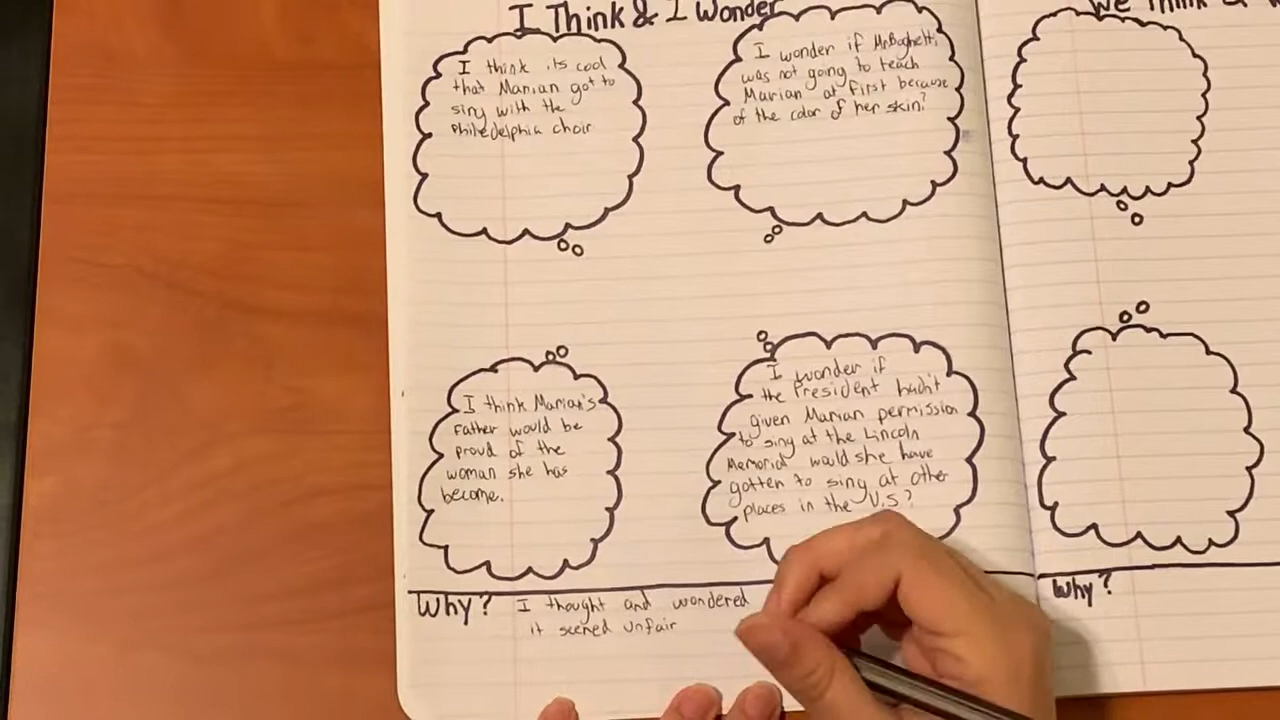 I Think & I Wonder
We Think &
I think its cool
that Marian got to
sing with the
Philedelphia choir
I wonder if Mr. Boghetti
was not going to teach
Marian at first because
of the color of her skin?
I think Marian's
Father would be
proud of the
woman she has
become.
I wonder if
the President hadn't
given Marian permission
to sing at the Lincoln
Memorial would she have
gotten to sing at other
places in the U.S?
Why? I thought and wondered
it seemed unfair
Why?